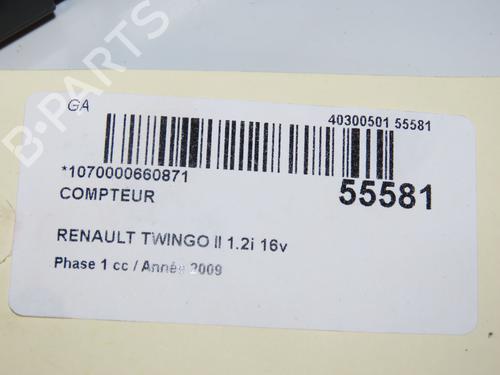 GA
40300501 55581
*1070000660871
55581
COMPTEUR
RENAULT TWINGO II 1.2i 16v
Phase 1 cc / Année 2009
B-PARTS